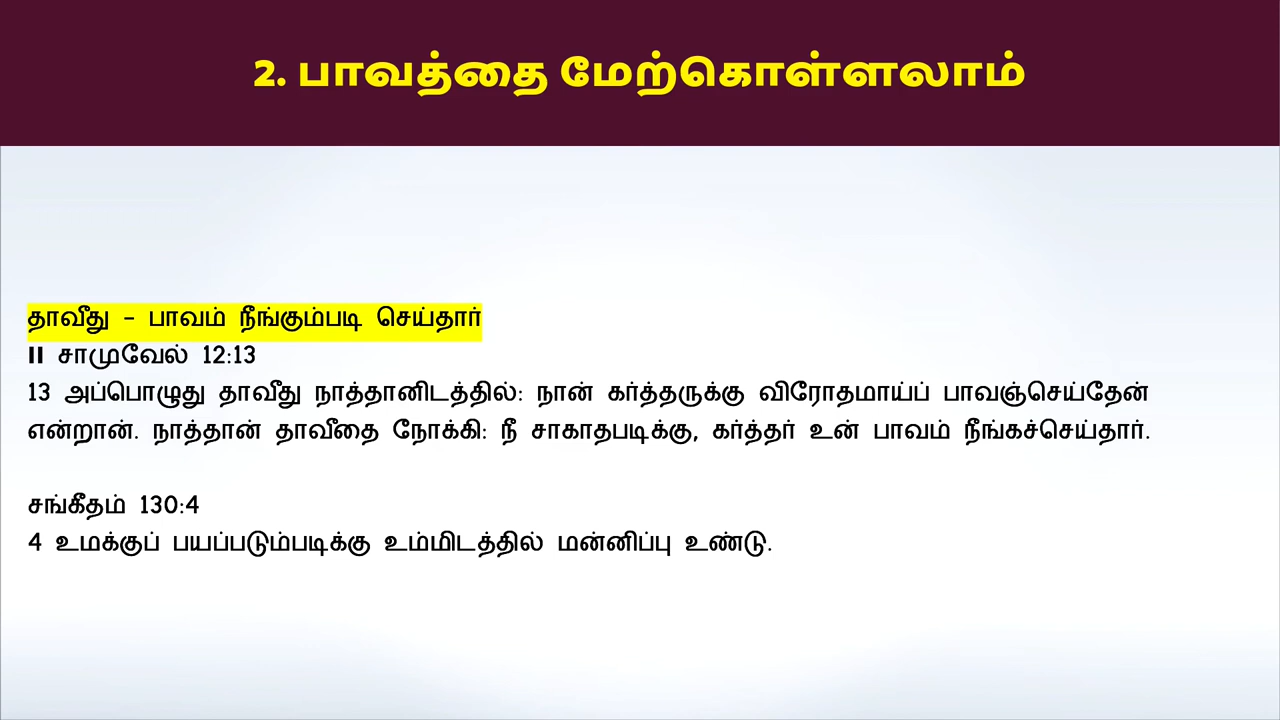 2. பாவத்தை மேற்கொள்ளலாம்
தாவீது – பாவம் நீங்கும்படி செய்தார்
II சாமுவேல் 12:13
13 அப்பொழுது தாவீது நாத்தானிடத்தில்: நான் கர்த்தருக்கு விரோதமாய்ப் பாவஞ்செய்தேன்
என்றான். நாத்தான் தாவீதை நோக்கி: நீ சாகாதபடிக்கு, கர்த்தர் உன் பாவம் நீங்கச்செய்தார்.
சங்கீதம் 130:4
4 உமக்குப் பயப்படும்படிக்கு உம்மிடத்தில் மன்னிப்பு உண்டு.